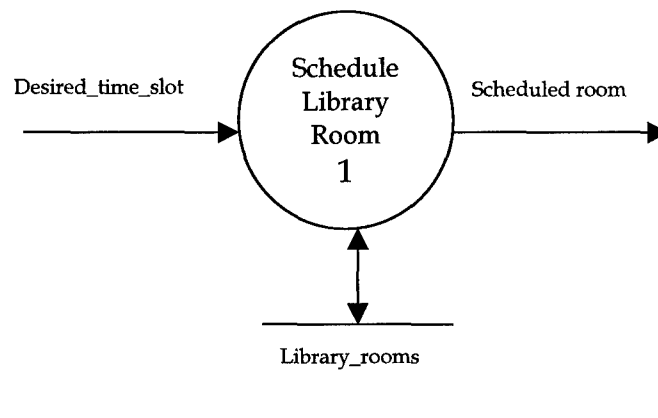 Desired_time_slot
Schedule
Library
Room
1
Scheduled room
Library_rooms